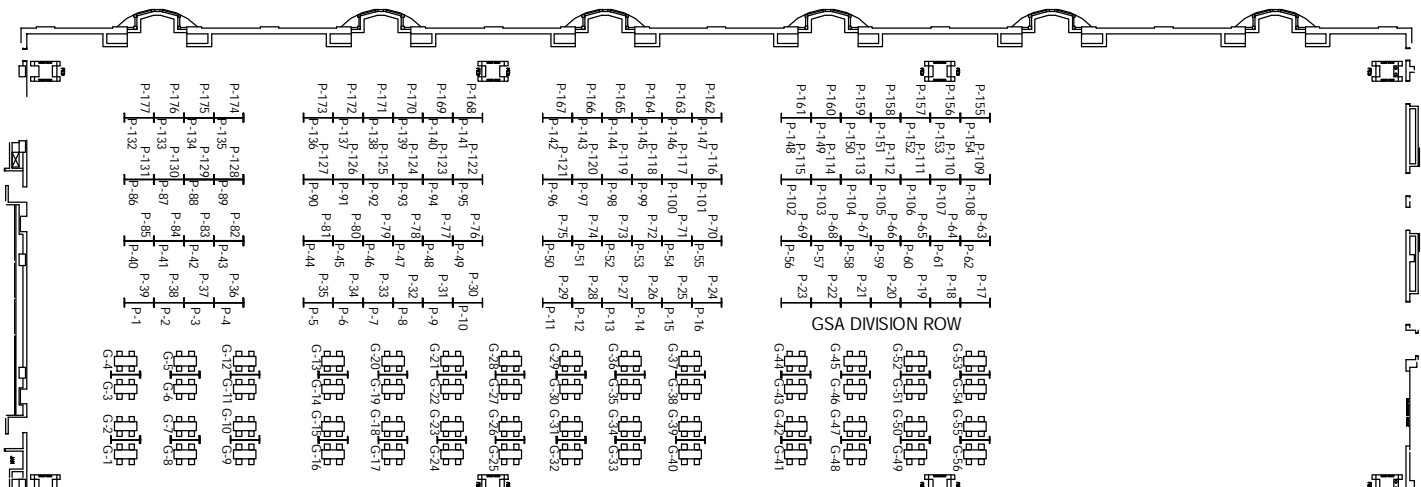 P-177 P-176 P-175 P-174 P-173 P-172 P-171 P-170 P-169 P-168 P-167 P-166 P-165 P-164 P-163 P-162 P-161 P-160 P-159 P-158 P-157 P-156 P-155
P-132 P-133 P-134 P-135 P-136 P-137 P-138 P-139 P-140 P-141 P-142 P-143 P-144 P-145 P-146 P-147 P-148 P-149 P-150 P-151 P-152 P-153 P-154
P-131 P-130 P-129 P-128 P-127 P-126 P-125 P-124 P-123 P-122 P-121 P-120 P-119 P-118 P-117 P-116 P-115 P-114 P-113 P-112 P-111 P-110 P-109
P-86 P-87 P-88 P-89 P-90 P-91 P-92 P-93 P-94 P-95 P-96 P-97 P-98 P-99 P-100 P-101 P-102 P-103 P-104 P-105 P-106 P-107 P-108
P-85 P-84 P-83 P-82 P-81 P-80 P-79 P-78 P-77 P-76 P-75 P-74 P-73 P-72 P-71 P-70 P-69 P-68 P-67 P-66 P-65 P-64 P-63
P-40 P-41 P-42 P-43 P-44 P-45 P-46 P-47 P-48 P-49 P-50 P-51 P-52 P-53 P-54 P-55 P-56 P-57 P-58 P-59 P-60 P-61 P-62
P-39 P-38 P-37 P-36 P-35 P-34 P-33 P-32 P-31 P-30 P-29 P-28 P-27 P-26 P-25 P-24 P-23 P-22 P-21 P-20 P-19 P-18 P-17
P-1 P-2 P-3 P-4 P-5 P-6 P-7 P-8 P-9 P-10 P-11 P-12 P-13 P-14 P-15 P-16
GSA DIVISION ROW
G-4 G-5 G-12 G-13 G-20 G-21 G-28 G-29 G-36 G-37 G-44 G-45 G-52 G-53
G-3 G-6 G-11 G-14 G-19 G-22 G-27 G-30 G-35 G-38 G-43 G-46 G-51 G-54
G-2 G-7 G-10 G-15 G-18 G-23 G-26 G-31 G-34 G-39 G-42 G-47 G-50 G-55
G-1 G-8 G-9 G-16 G-17 G-24 G-25 G-32 G-33 G-40 G-41 G-48 G-49 G-56